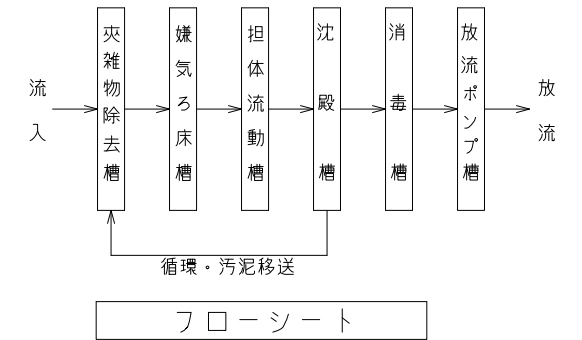 流入
夾雑物除去槽
嫌気ろ床槽
担体流動槽
沈殿槽
消毒槽
放流ポンプ槽
放流
循環・汚泥移送
フローシート